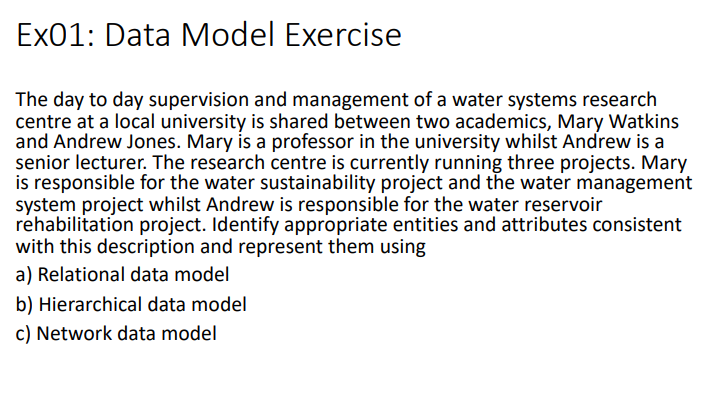 Ex01: Data Model Exercise
The day to day supervision and management of a water systems research
centre at a local university is shared between two academics, Mary Watkins
and Andrew Jones. Mary is a professor in the university whilst Andrew is a
senior lecturer. The research centre is currently running three projects. Mary
is responsible for the water sustainability project and the water management
system project whilst Andrew is responsible for the water reservoir
rehabilitation project. Identify appropriate entities and attributes consistent
with this description and represent them using
a) Relational data model
b) Hierarchical data model
c) Network data model